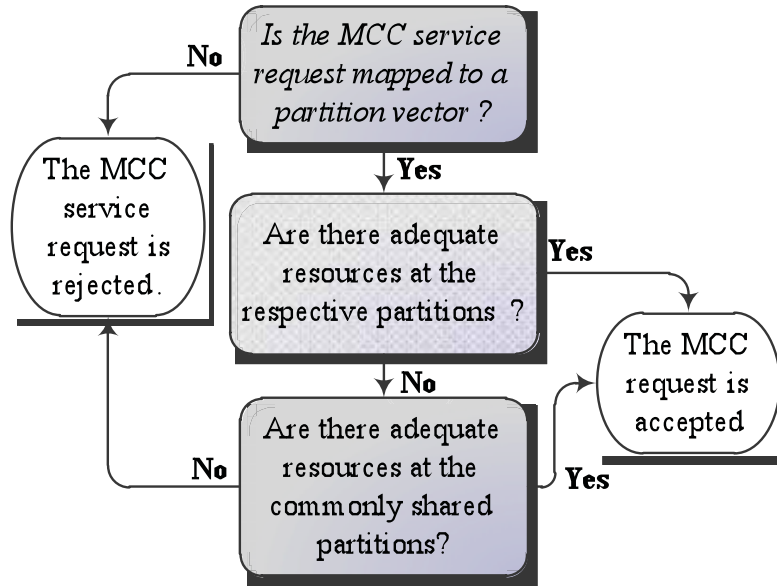 Is the MCC service
request mapped to a
partition vector ?
No
Yes
The MCC
service
request is
rejected.
Are there adequate
resources at the
respective partitions ?
Yes
No
The MCC
request is
accepted
Are there adequate
resources at the
commonly shared
partitions?
No
Yes